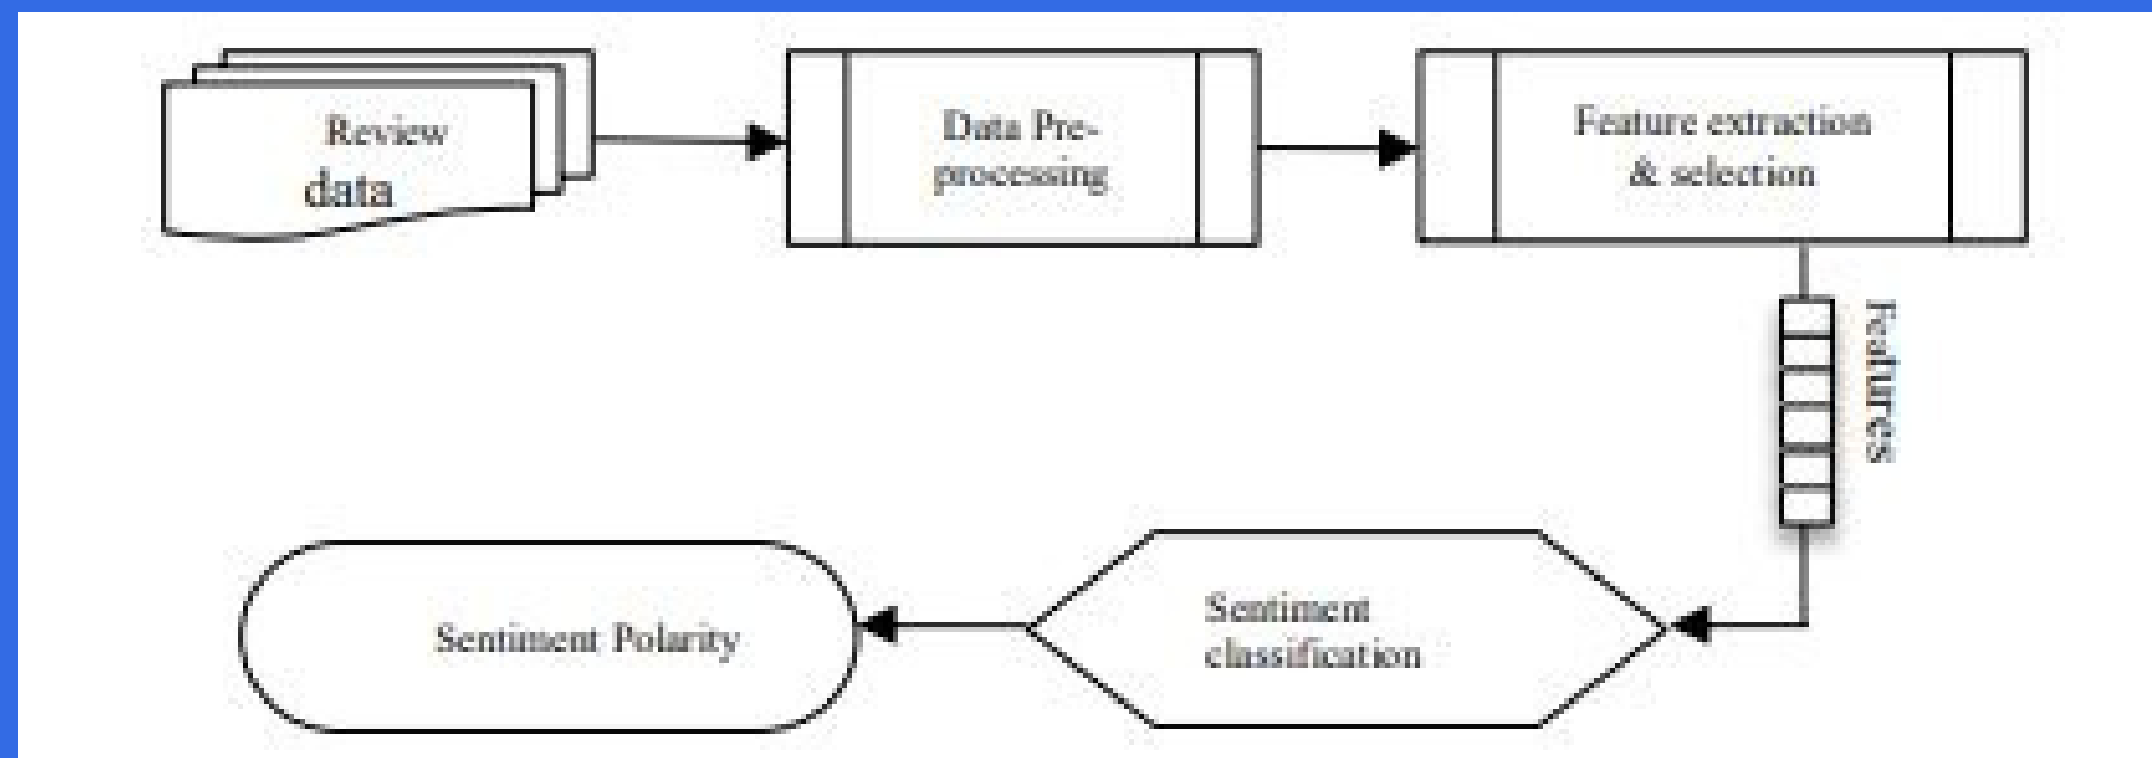 Review
data
Data Pre-
processing
Feature extraction
& selection
Features
Sentiment
classification
Sentiment Polarity